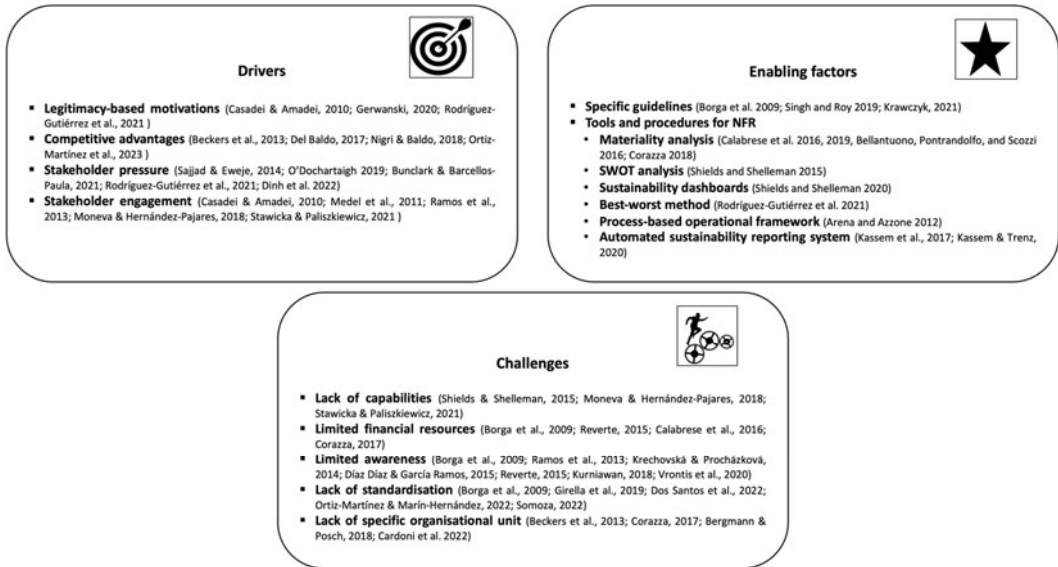 Drivers
▪ Legitimacy-based motivations (Casadei & Amadei, 2010; Gerwanski, 2020; Rodríguez-
Gutiérrez et al., 2021 )
▪ Competitive advantages (Beckers et al., 2013; Del Baldo, 2017; Nigri & Baldo, 2018; Ortiz-
Martínez et al., 2023 )
▪ Stakeholder pressure (Sajjad & Eweje, 2014; O'Dochartaigh 2019; Bunclark & Barcellos-
Paula, 2021; Rodríguez-Gutiérrez et al., 2021; Dinh et al. 2022)
▪ Stakeholder engagement (Casadei & Amadei, 2010; Medel et al., 2011; Ramos et al.,
2013; Moneva & Hernández-Pajares, 2018; Stawicka & Paliszkiewicz, 2021 )
Enabling factors
▪ Specific guidelines (Borga et al. 2009; Singh and Roy 2019; Krawczyk, 2021)
▪ Tools and procedures for NFR
• Materiality analysis (Calabrese et al. 2016, 2019, Bellantuono, Pontrandolfo, and Scozzi
2016; Corazza 2018)
• SWOT analysis (Shields and Shelleman 2015)
• Sustainability dashboards (Shields and Shelleman 2020)
• Best-worst method (Rodríguez-Gutiérrez et al. 2021)
• Process-based operational framework (Arena and Azzone 2012)
• Automated sustainability reporting system (Kassem et al., 2017; Kassem & Trenz,
2020)
Challenges
▪ Lack of capabilities (Shields & Shelleman, 2015; Moneva & Hernández-Pajares, 2018;
Stawicka & Paliszkiewicz, 2021)
▪ Limited financial resources (Borga et al., 2009; Reverte, 2015; Calabrese et al., 2016;
Corazza, 2017)
▪ Limited awareness (Borga et al., 2009; Ramos et al., 2013; Krechovská & Procházková,
2014; Díaz Díaz & García Ramos, 2015; Reverte, 2015; Kurniawan, 2018; Vrontis et al., 2020)
▪ Lack of standardisation (Borga et al., 2009; Girella et al., 2019; Dos Santos et al., 2022;
Ortiz-Martínez & Marín-Hernández, 2022; Somoza, 2022)
▪ Lack of specific organisational unit (Beckers et al., 2013; Corazza, 2017; Bergmann &
Posch, 2018; Cardoni et al. 2022)